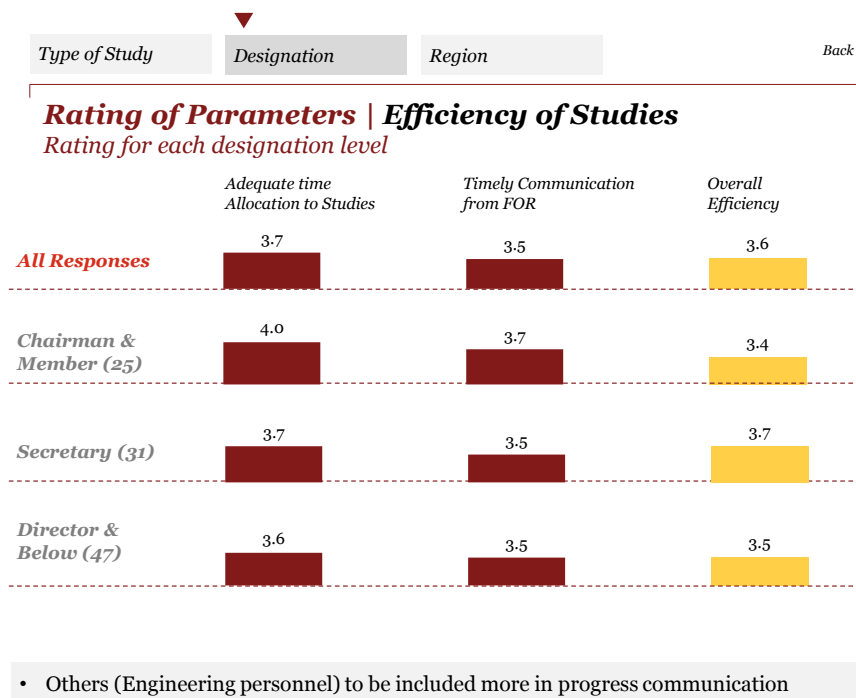 Type of Study
Designation
Region
Back
Rating of Parameters | Efficiency of Studies
Rating for each designation level
Adequate time
Allocation to Studies
Timely Communication
from FOR
Overall
Efficiency
All Responses
3.7
3.5
3.6
Chairman &
Member (25)
4.0
3.7
3.4
Secretary (31)
3.7
3.5
3.7
Director &
Below (47)
3.6
3.5
3.5
• Others (Engineering personnel) to be included more in progress communication